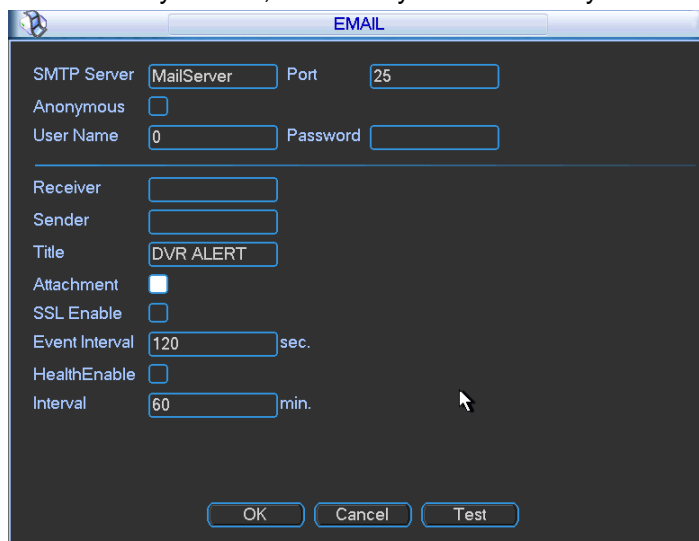 EMAIL
SMTP Server MailServer Port 25
Anonymous
User Name 0 Password
Receiver
Sender
Title DVR ALERT
Attachment
SSL Enable
Event Interval 120 sec.
HealthEnable
Interval 60 min.
OK Cancel Test